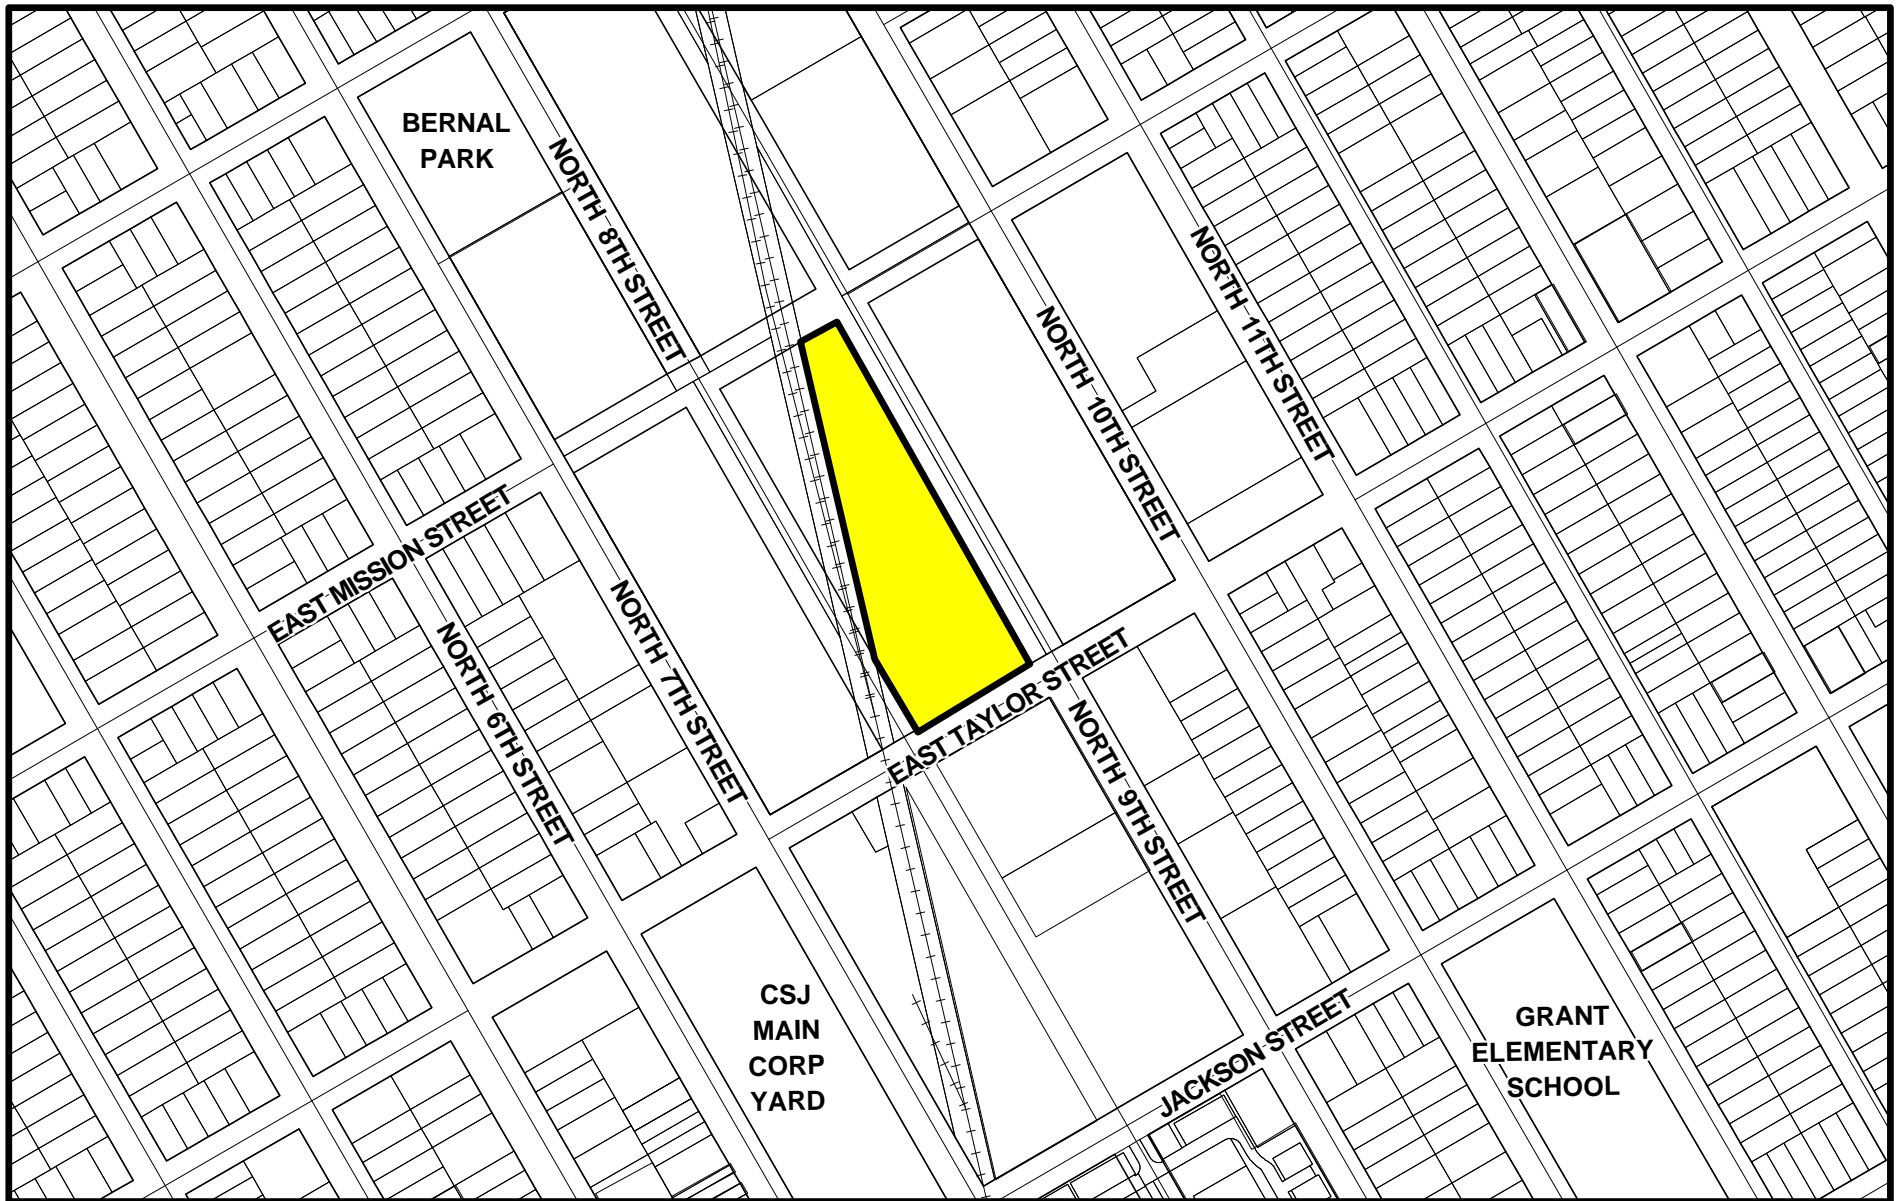 BERNAL
PARK
NORTH 8TH STREET
NORTH 11TH STREET
NORTH 10TH STREET
EAST MISSION STREET
NORTH 7TH STREET
NORTH 6TH STREET
EAST TAYLOR STREET
NORTH 9TH STREET
CSJ
MAIN
CORP
YARD
JACKSON STREET
GRANT
ELEMENTARY
SCHOOL